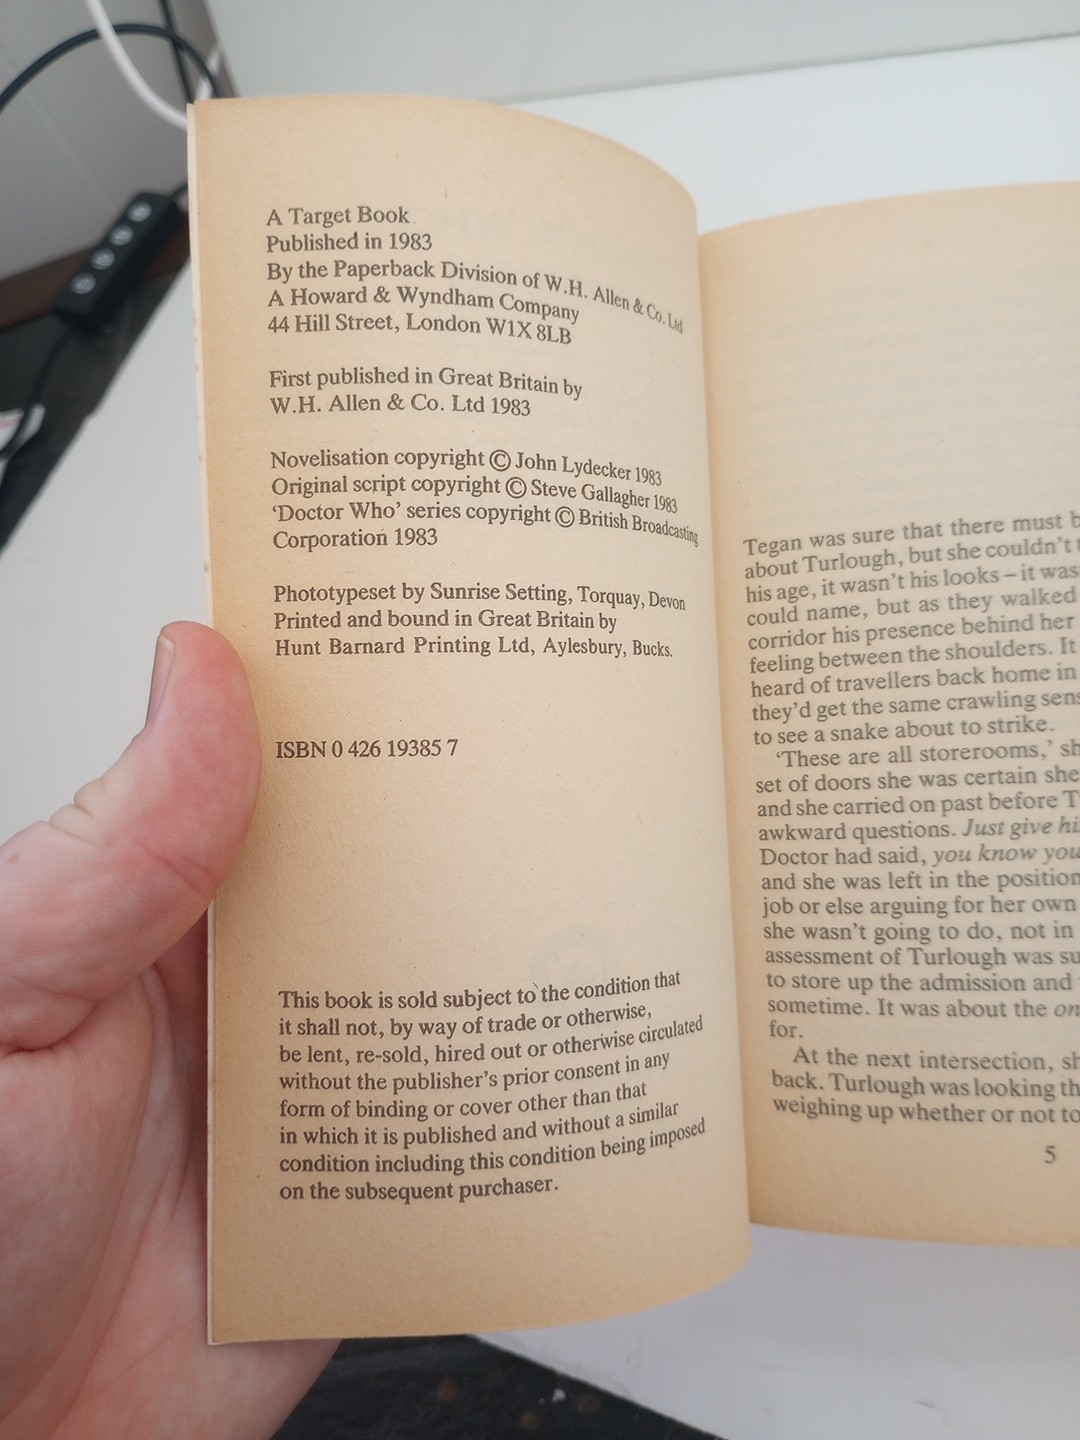 A Target Book
Published in 1983
By the Paperback Division of W.H. Allen & Co. Ltd
A Howard & Wyndham Company
44 Hill Street, London W1X 8LB
First published in Great Britain by
W.H. Allen & Co. Ltd 1983
Novelisation copyright © John Lydecker 1983
Original script copyright © Steve Gallagher 1983
‘Doctor Who’ series copyright © British Broadcasting
Corporation 1983
Phototypeset by Sunrise Setting, Torquay, Devon
Printed and bound in Great Britain by
Hunt Barnard Printing Ltd, Aylesbury, Bucks.
ISBN 0 426 19385 7
This book is sold subject to the condition that
it shall not, by way of trade or otherwise,
be lent, re-sold, hired out or otherwise circulated
without the publisher’s prior consent in any
form of binding or cover other than that
in which it is published and without a similar
condition including this condition being imposed
on the subsequent purchaser.
Tegan was sure that there must
about Turlough, but she couldn’t
his age, it wasn’t his looks – it was
could name, but as they walked
corridor his presence behind her
feeling between the shoulders. It
heard of travellers back home in
they’d get the same crawling
to see a snake about to strike.
‘These are all storerooms,’
set of doors she was certain she
and she carried on past before
awkward questions. Just give
Doctor had said, you know you
and she was left in the position
job or else arguing for her own
she wasn’t going to do, not in
assessment of Turlough was
to store up the admission and
sometime. It was about the
for.
At the next intersection,
back. Turlough was looking
weighing up whether or not to
5